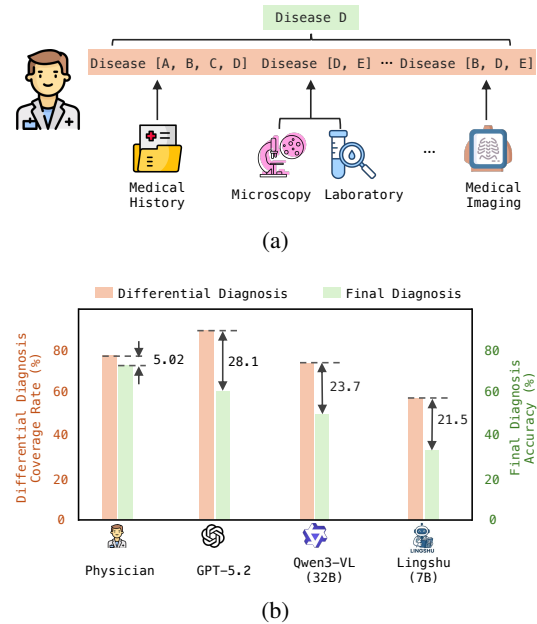 Disease D
Disease [A, B, C, D] Disease [D, E] ··· Disease [B, D, E]
Medical
History
Microscopy Laboratory
...
Medical
Imaging
(a)
Differential Diagnosis Final Diagnosis
Differential Diagnosis
Coverage Rate (%)
80
60
40
20
0
5.02
28.1
23.7
21.5
80
60
40
20
0
Final Diagnosis
Accuracy (%)
LINGSHU
Physician
GPT-5.2
Qwen3-VL
(32B)
Lingshu
(7B)
(b)